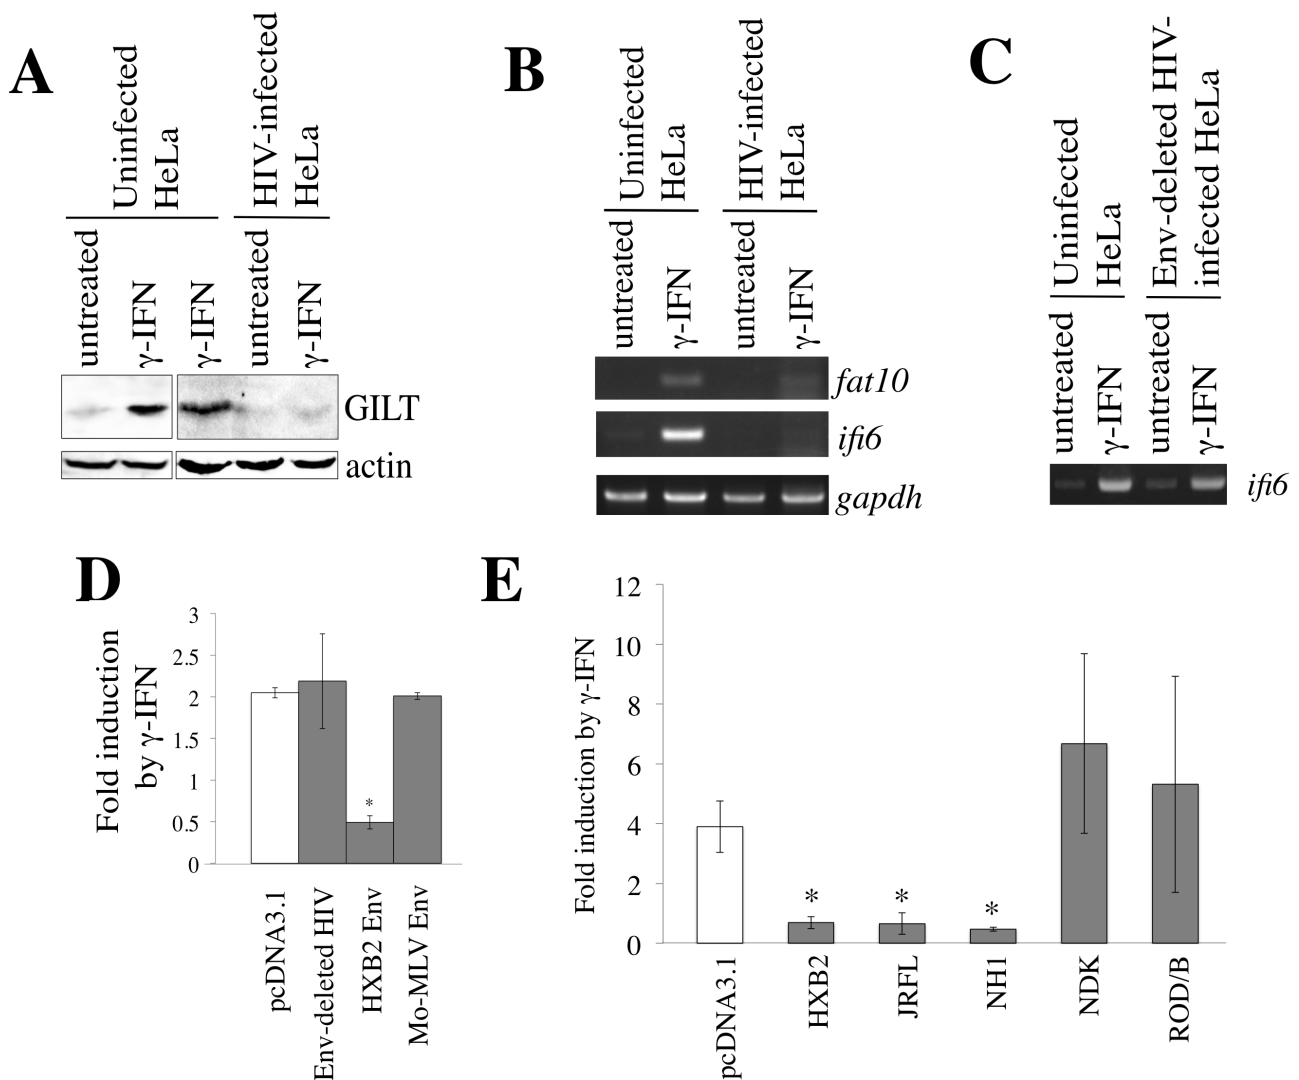 A
Uninfected
HeLa
HIV-infected
HeLa
untreated
γ-IFN
γ-IFN
untreated
γ-IFN
GILT
actin
B
Uninfected
HeLa
HIV-infected
HeLa
untreated
γ-IFN
untreated
γ-IFN
fat10
ifi6
gapdh
C
Uninfected
HeLa
Env-deleted HIV-
infected HeLa
untreated
γ-IFN
untreated
γ-IFN
ifi6
D
Fold induction
by γ-IFN
3
2.5
2
1.5
1
0.5
0
*
pcDNA3.1
Env-deleted HIV
HXB2 Env
Mo-MLV Env
E
Fold induction by γ-IFN
12
10
8
6
4
2
0
*
*
*
pcDNA3.1
HXB2
JRFL
NH1
NDK
ROD/B